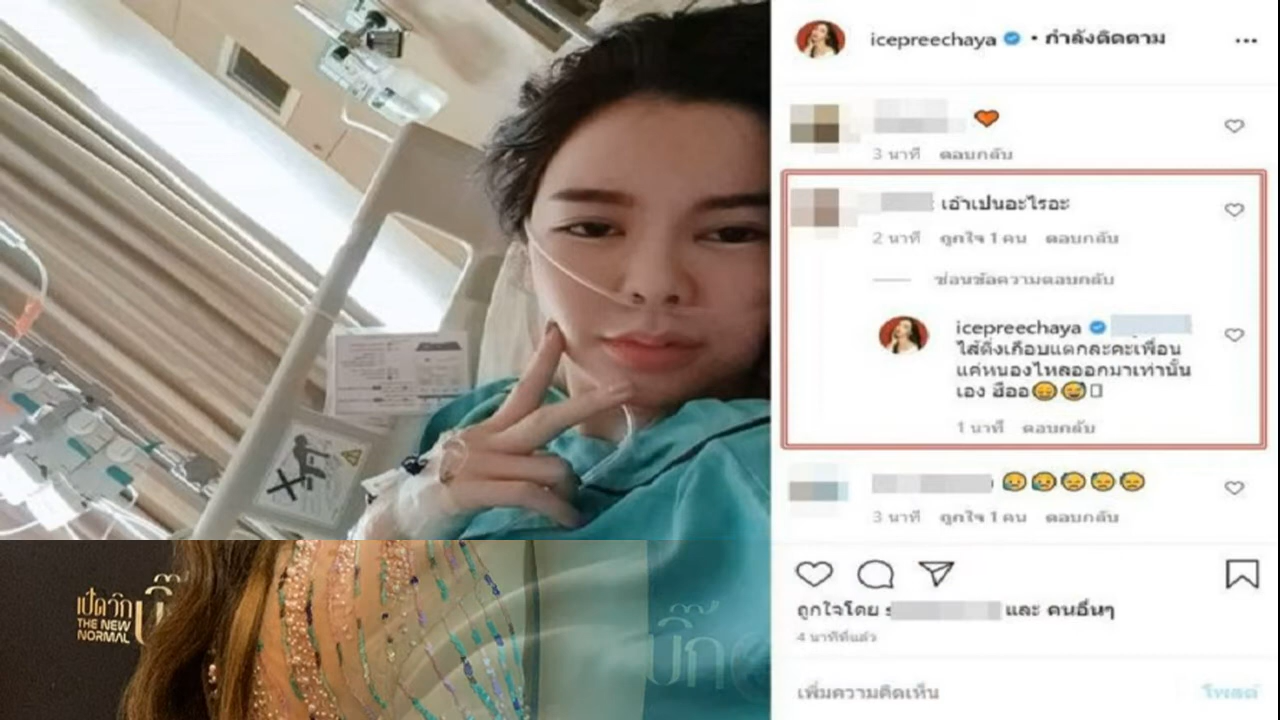 icepreechaya • กำลังติดตาม
3 นาที ตอบกลับ
เอ้าเปนอะไรอะ
2 นาที ถูกใจ 1 คน ตอบกลับ
ซ่อนข้อความตอบกลับ
icepreechaya
ไส้ติ่งเกือบแตกละคะเพื่อน
แค่หนองไหลออกมาเท่านั้น
เอง ฮืออ😔😅
1 นาที ตอบกลับ
😢😢😓😓😓
3 นาที ถูกใจ 1 คน ตอบกลับ
ถูกใจโดย s และ คนอื่นๆ
4 นาทีที่แล้ว
เพิ่มความคิดเห็น โพสต์
เปิดวิก
บิ๊ก
THE NEW
NORMAL
บิ๊ก